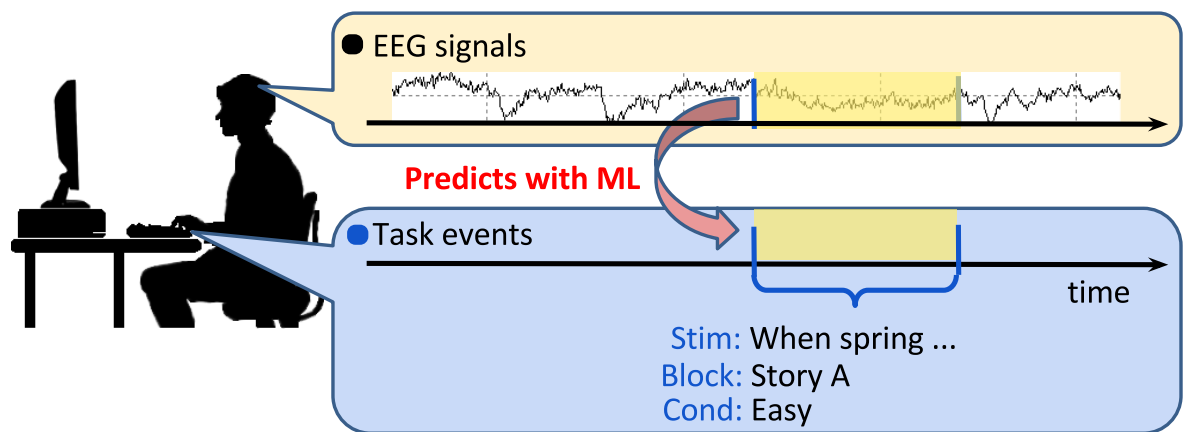 EEG signals
Predicts with ML
Task events
time
Stim: When spring ...
Block: Story A
Cond: Easy